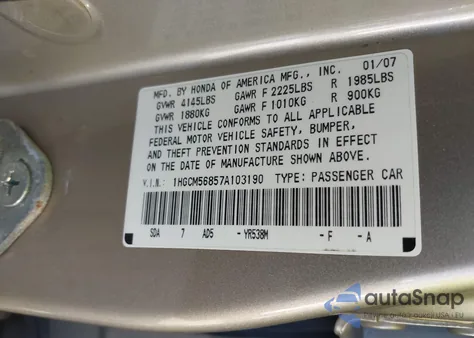 MFD. BY HONDA OF AMERICA MFG., INC. 01/07
GVWR 4145LBS GAWR F 2225LBS R 1985LBS
GVWR 1880KG GAWR F 1010KG R 900KG
THIS VEHICLE CONFORMS TO ALL APPLICABLE
FEDERAL MOTOR VEHICLE SAFETY, BUMPER,
AND THEFT PREVENTION STANDARDS IN EFFECT
ON THE DATE OF MANUFACTURE SHOWN ABOVE.
V.I.N.: 1HGCM56857A103190 TYPE: PASSENGER CAR
SDA 7 AD5 -YR538M -F -A
autoSnap